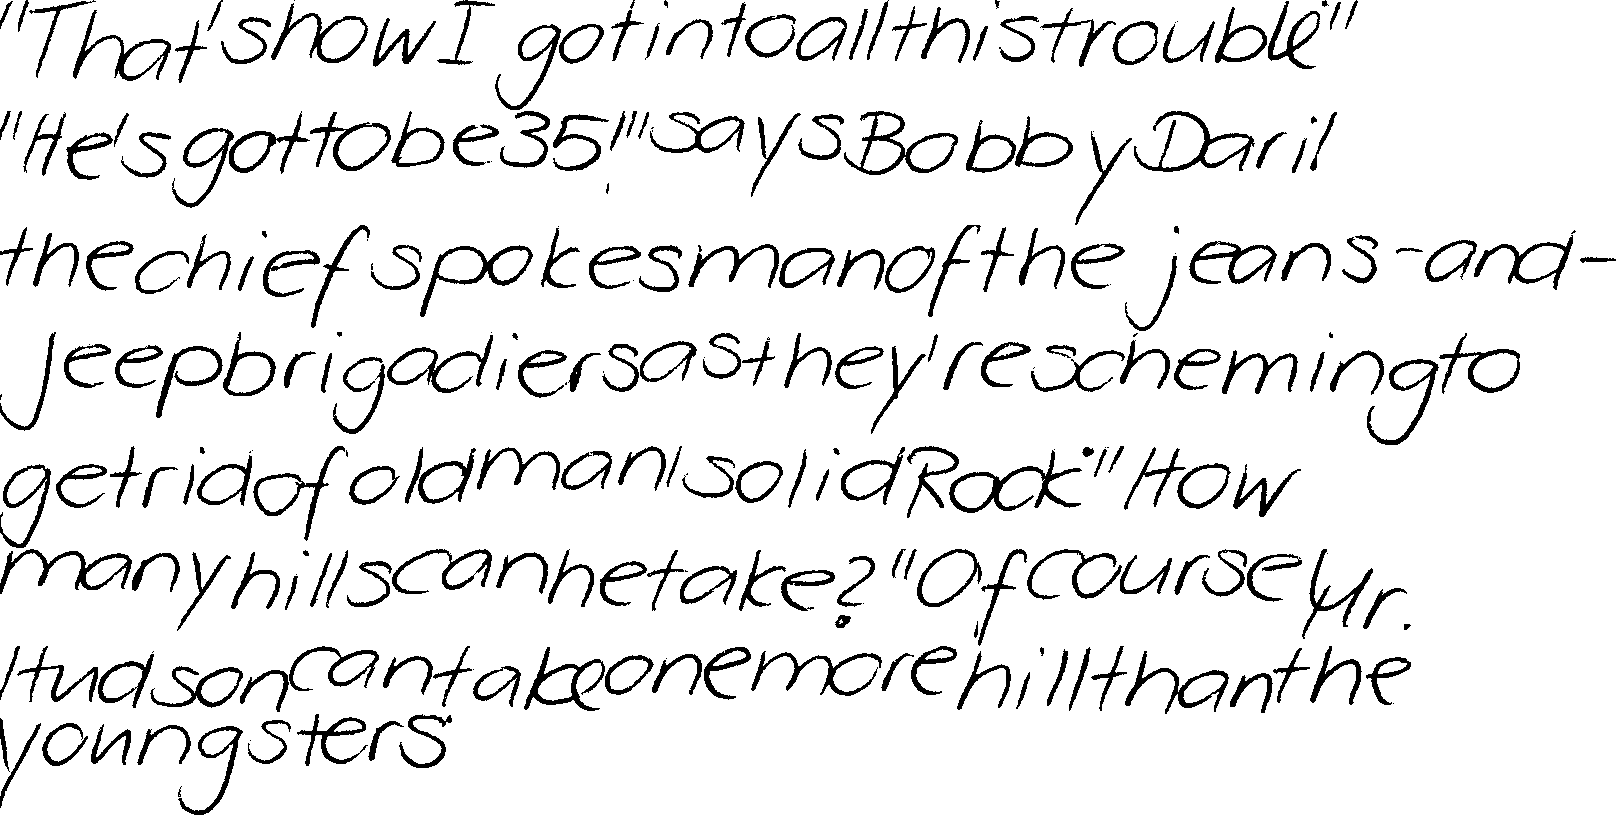 "That's how I got into all this trouble."
"He's got to be 35!" says Bobby Daril
the chief spokesman of the jeans-and-
jeep brigadiers as they're scheming to
get rid of old man solid Rock. "How
many hills can he take?" Of course, Mr.
Hudson can take one more hill than the
youngsters.